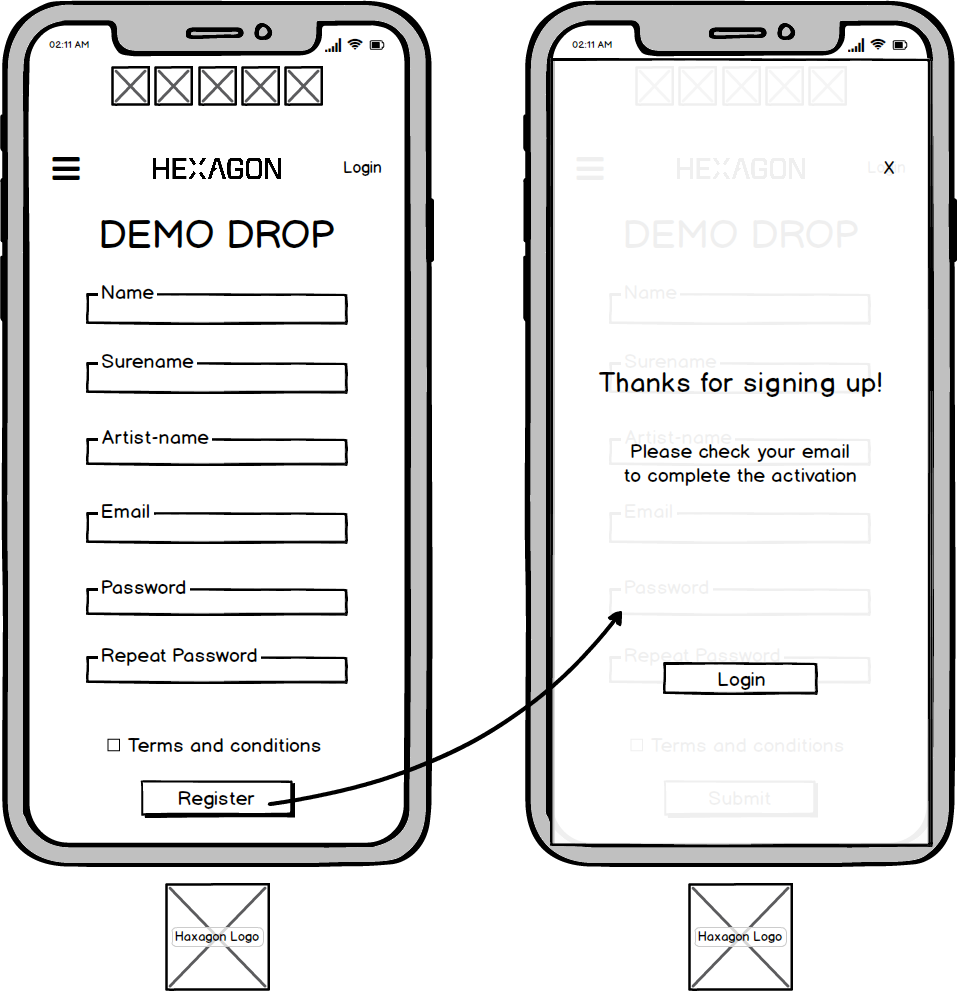 02:11 AM
HEXAGON
Login
DEMO DROP
Name
Surename
Artist-name
Email
Password
Repeat Password
Terms and conditions
Register
Haxagon Logo
02:11 AM
HEXAGON
Login
X
DEMO DROP
Name
Surename
Thanks for signing up!
Artist-name
Please check your email
to complete the activation
Email
Password
Repeat Password
Login
Terms and conditions
Submit
Haxagon Logo